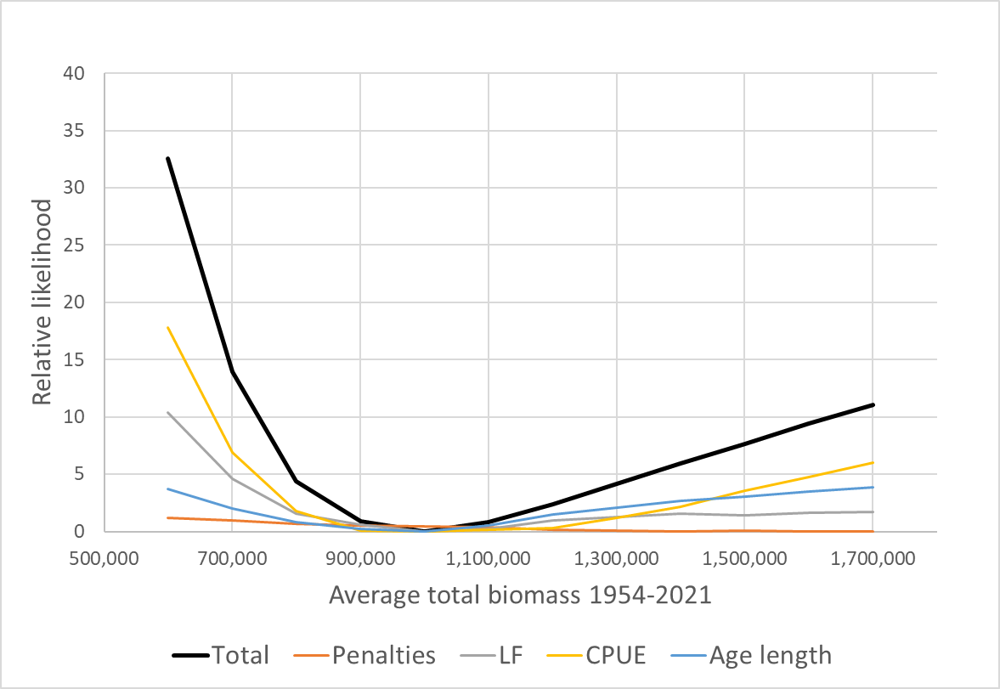 40
35
30
25
20
15
10
5
0
Relative likelihood
500,000 700,000 900,000 1,100,000 1,300,000 1,500,000 1,700,000
Average total biomass 1954-2021
Total Penalties LF CPUE Age length